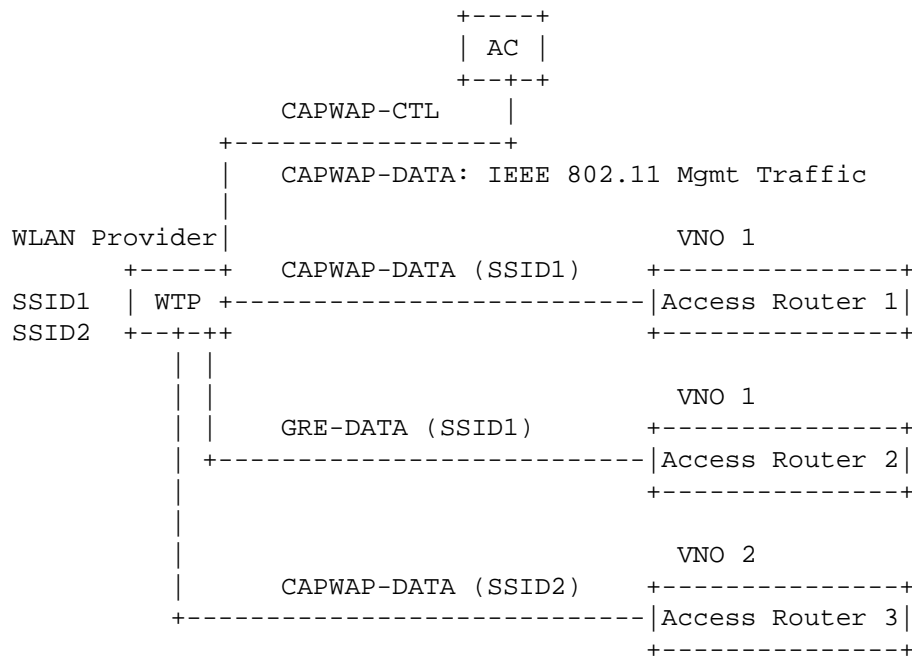 AC
CAPWAP-CTL
CAPWAP-DATA: IEEE 802.11 Mgmt Traffic
WLAN Provider VNO 1
CAPWAP-DATA (SSID1)
SSID1 WTP Access Router 1
SSID2
VNO 1
GRE-DATA (SSID1)
Access Router 2
VNO 2
CAPWAP-DATA (SSID2)
Access Router 3